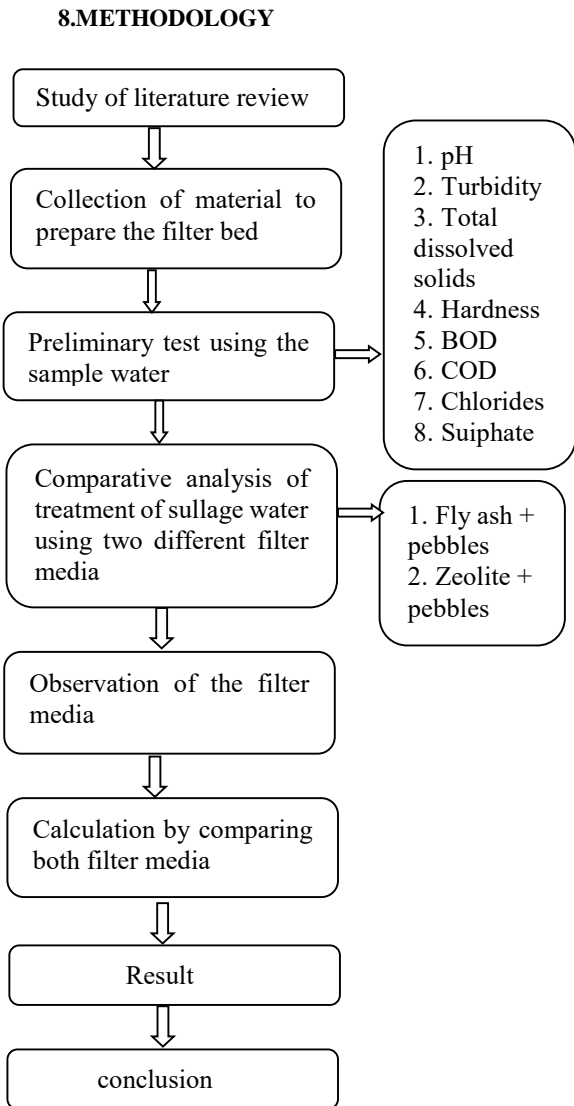 8.METHODOLOGY
Study of literature review
Collection of material to
prepare the filter bed
Preliminary test using the
sample water
1. pH
2. Turbidity
3. Total
dissolved
solids
4. Hardness
5. BOD
6. COD
7. Chlorides
8. Suiphate
Comparative analysis of
treatment of sullage water
using two different filter
media
1. Fly ash +
pebbles
2. Zeolite +
pebbles
Observation of the filter
media
Calculation by comparing
both filter media
Result
conclusion